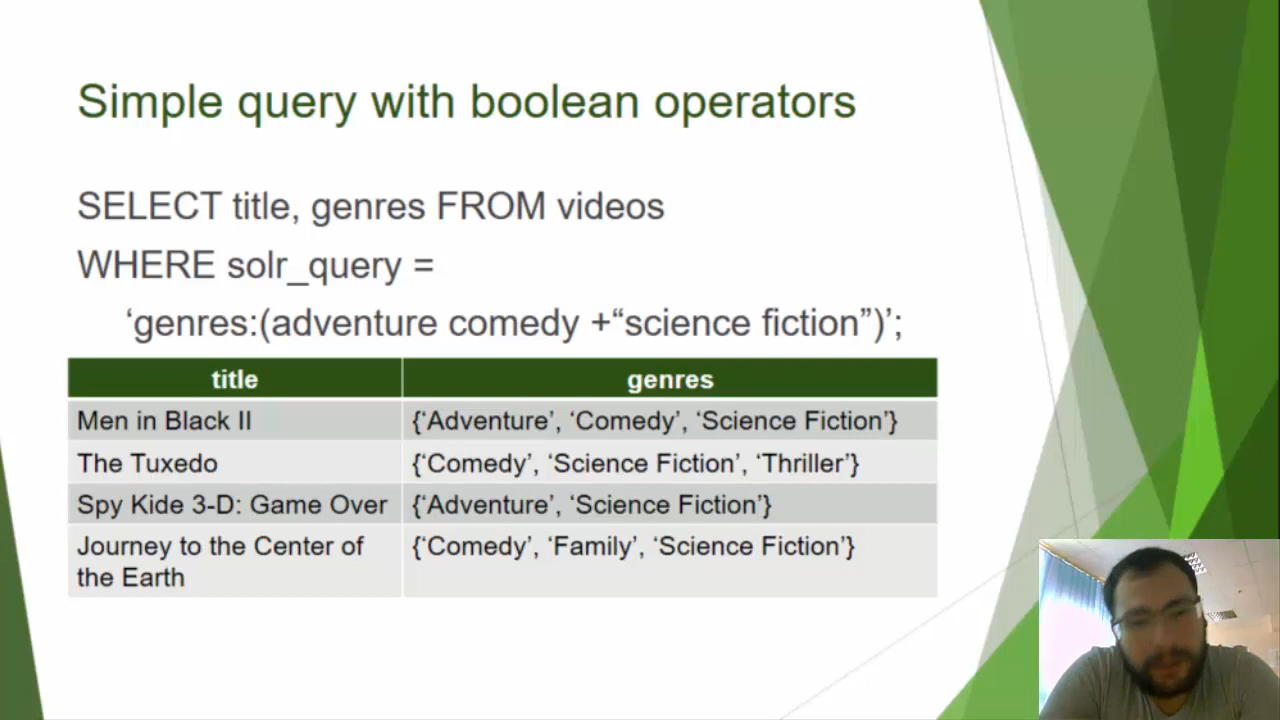 Simple query with boolean operators
SELECT title, genres FROM videos
WHERE solr_query =
‘genres:(adventure comedy +“science fiction”)’;
title genres
Men in Black II {‘Adventure’, ‘Comedy’, ‘Science Fiction’}
The Tuxedo {‘Comedy’, ‘Science Fiction’, ‘Thriller’}
Spy Kide 3-D: Game Over {‘Adventure’, ‘Science Fiction’}
Journey to the Center of {‘Comedy’, ‘Family’, ‘Science Fiction’}
the Earth